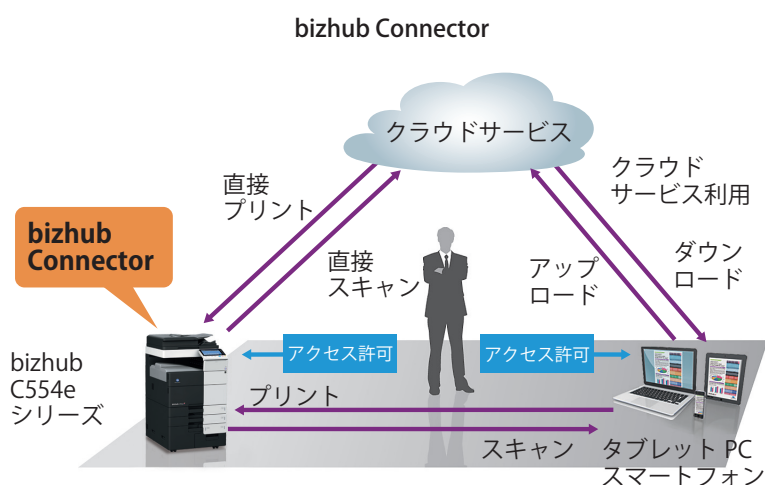 bizhub Connector
クラウドサービス
直接
プリント
クラウド
サービス利用
bizhub
Connector
直接
スキャン
アップ
ロード
ダウン
ロード
アクセス許可
アクセス許可
bizhub
C554e
シリーズ
プリント
スキャン
タブレット PC
スマートフォン